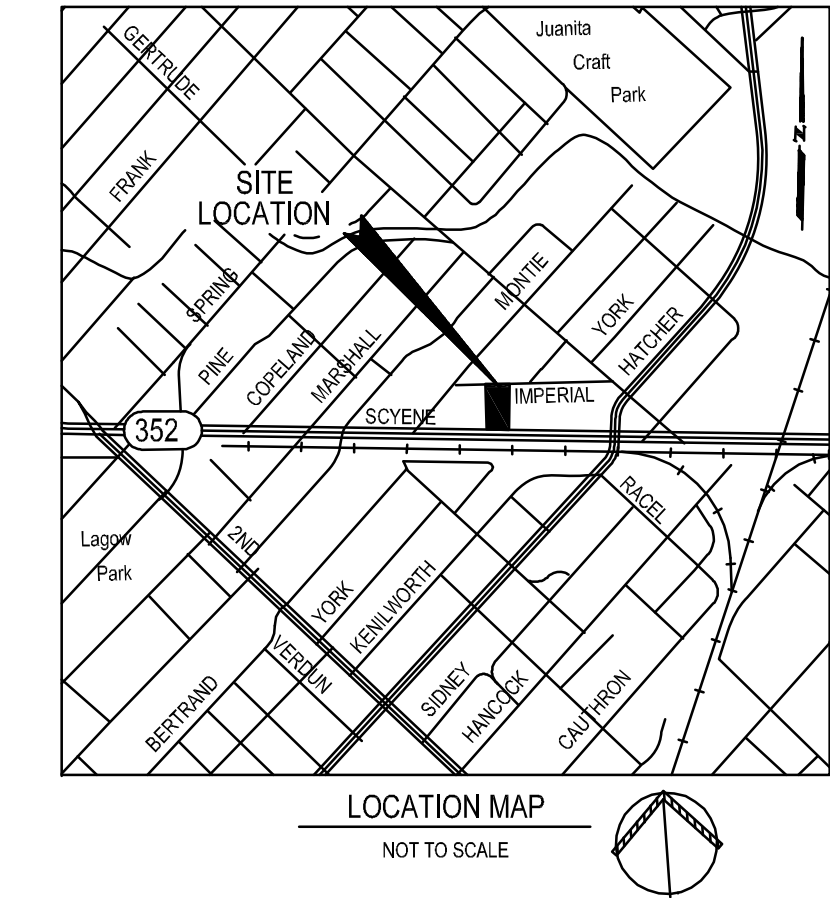 GERTRUDE
Juanita
Craft
Park
N
FRANK
SITE
LOCATION
SPRING
MONTIE
YORK
HATCHER
PINE
COPELAND
MARSHALL
IMPERIAL
SCYENE
352
RACEL
Lagow
Park
2ND
YORK
KENILWORTH
VERDUN
SIDNEY
HANCOCK
CAUTHRON
BERTRAND
LOCATION MAP
NOT TO SCALE